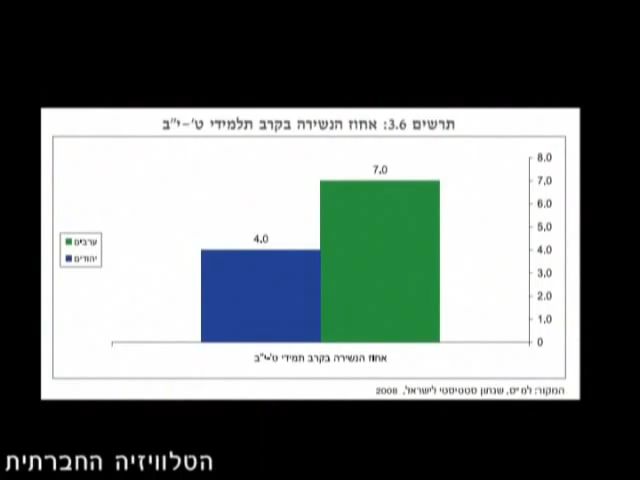 תרשים 3.6: אחוז הנשירה בקרב תלמידי ט'-י"ב
8.0
7.0
6.0
5.0
4.0
3.0
2.0
1.0
0
7.0
4.0
ערבים
יהודים
אחוז הנשירה בקרב תמידי ט'-י"ב
המקור: למ"ס, שנתון סטטיסטי לישראל, 2008
הטלוויזיה החברתית